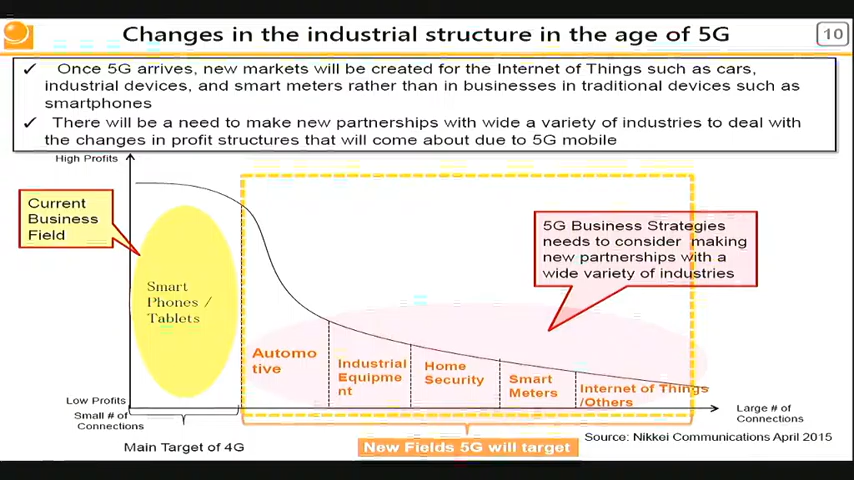 Changes in the industrial structure in the age of 5G
10
✓ Once 5G arrives, new markets will be created for the Internet of Things such as cars,
industrial devices, and smart meters rather than in businesses in traditional devices such as
smartphones
✓ There will be a need to make new partnerships with wide a variety of industries to deal with
the changes in profit structures that will come about due to 5G mobile
High Profits
Current
Business
Field
5G Business Strategies
needs to consider making
new partnerships with a
wide variety of industries
Smart
Phones /
Tablets
Automo
tive
Industrial
Equipme
nt
Home
Security
Smart
Meters
Internet of Things
/Others
Low Profits
Small # of
Connections
Large # of
Connections
Main Target of 4G
New Fields 5G will target
Source: Nikkei Communications April 2015